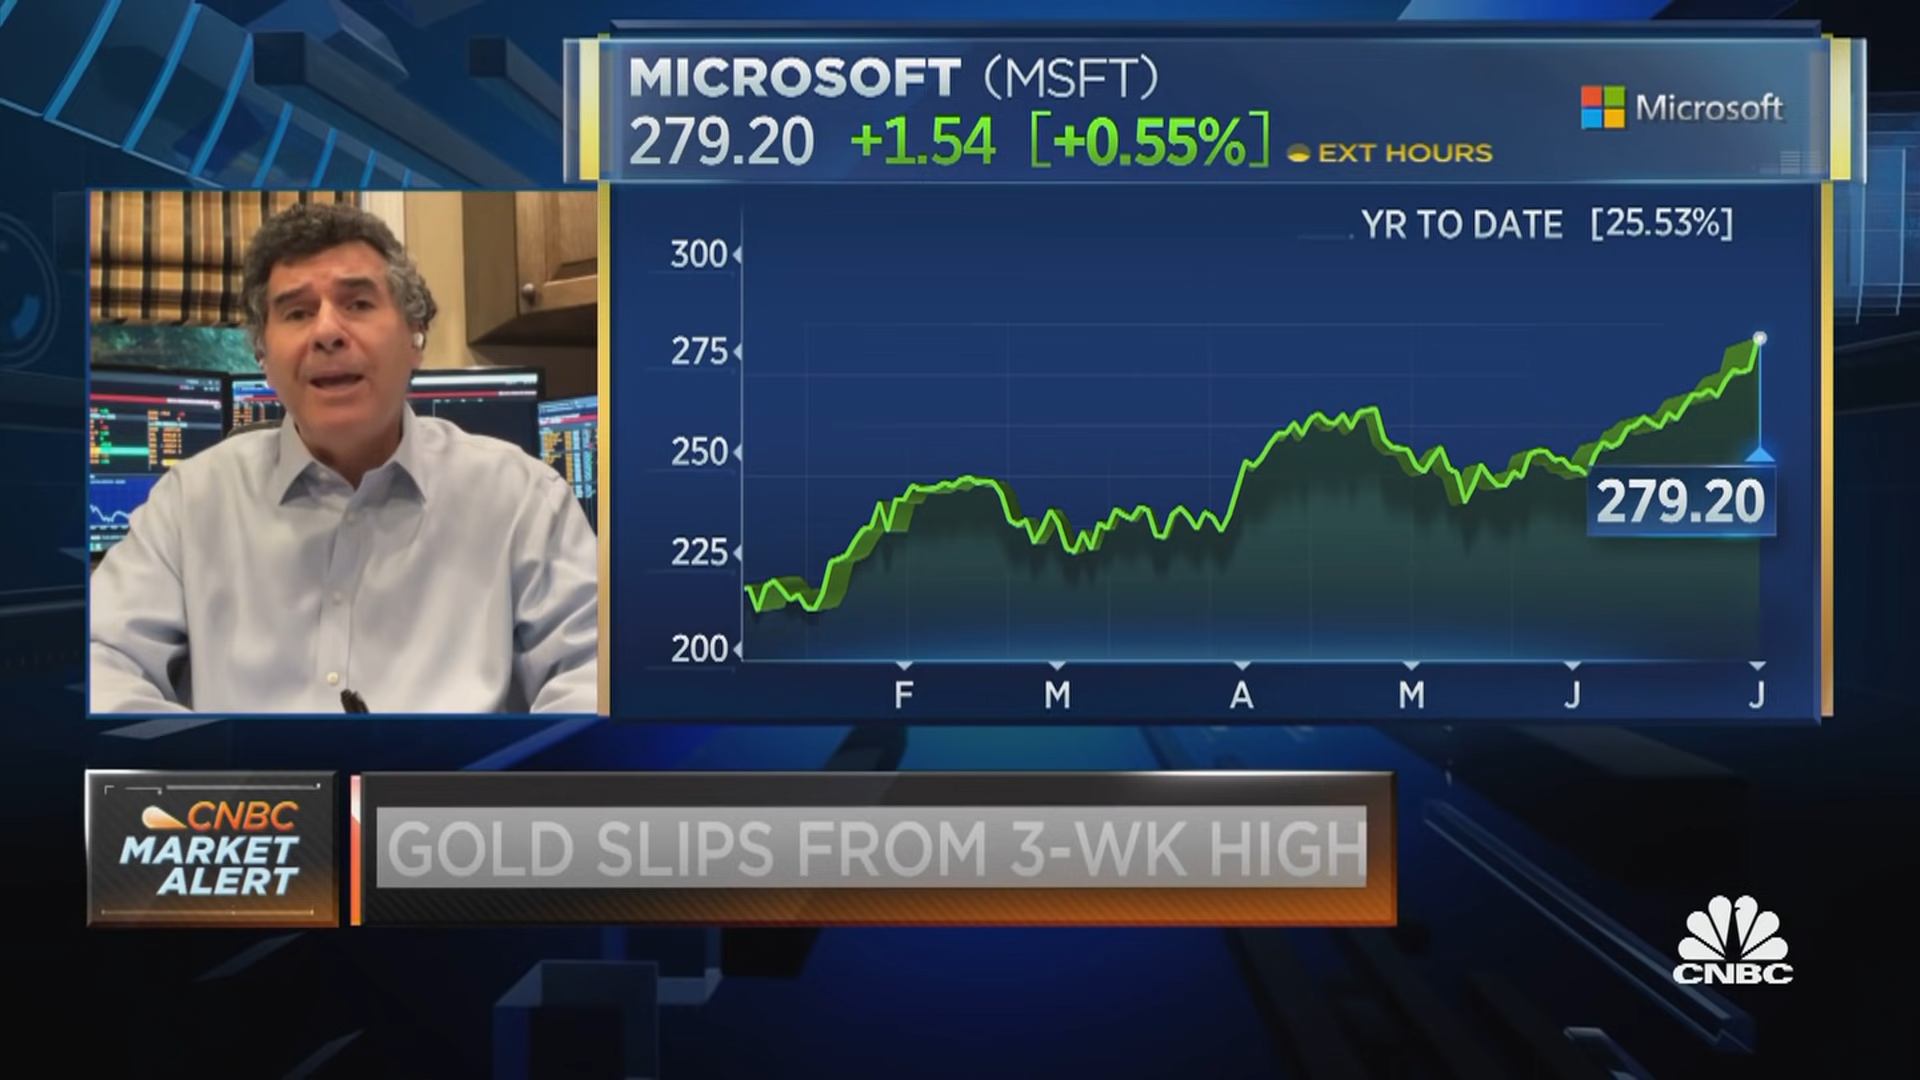 MICROSOFT (MSFT)
279.20 +1.54 [+0.55%] EXT HOURS
Microsoft
YR TO DATE [25.53%]
300
275
250
225
200
279.20
F M A M J J
CNBC
MARKET
ALERT
GOLD SLIPS FROM 3-WK HIGH
CNBC